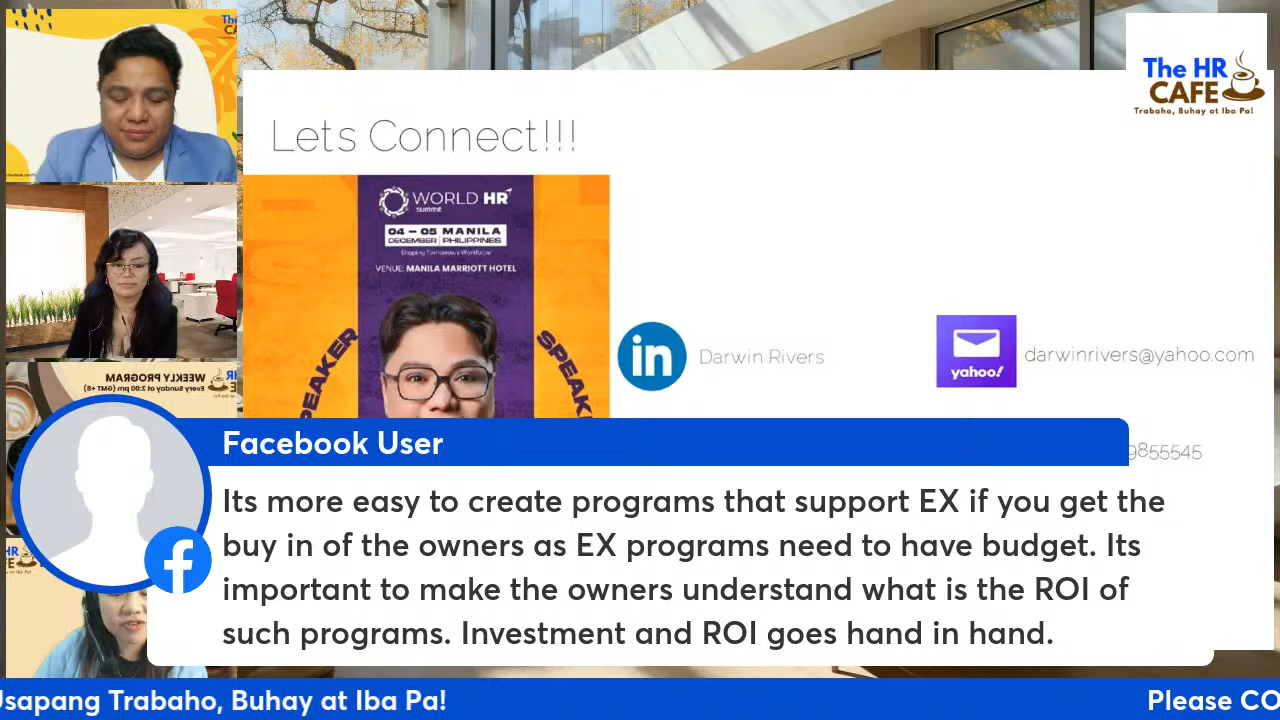 The HR
CAFE
Trabaho, Buhay at Iba Pa!
Lets Connect!!!
WORLD HR
summit
04 – 05 MANILA
DECEMBER PHILIPPINES
Shaping Tomorrow's Workforce
VENUE: MANILA MARRIOTT HOTEL
SPEAKER
in
Darwin Rivers
yahoo!
darwinrivers@yahoo.com
9855545
WEEKLY PROGRAM
Every Sunday at 3:00 pm (GMT +8)
Facebook User
Its more easy to create programs that support EX if you get the
buy in of the owners as EX programs need to have budget. Its
important to make the owners understand what is the ROI of
such programs. Investment and ROI goes hand in hand.
Usapang Trabaho, Buhay at Iba Pa!
Please CO